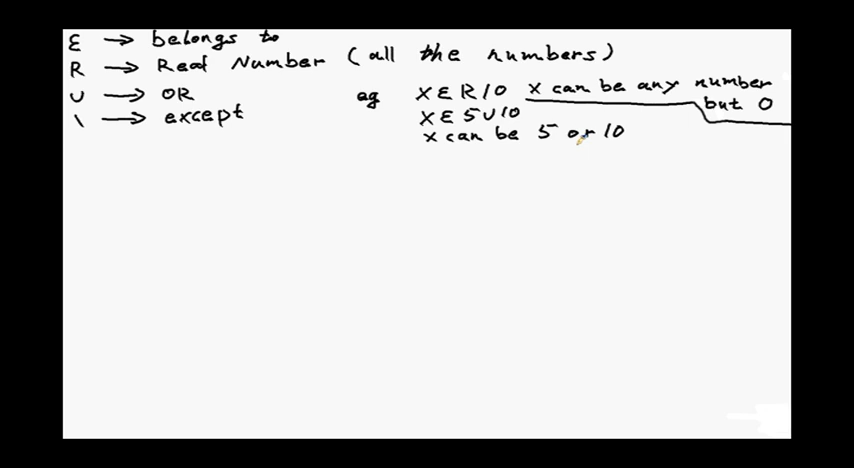 ε → belongs to
R → Real Number (all the numbers)
∪ → OR
\ → except
eg x ε R/0 x can be any number but 0
x ε 5 ∪ 10
x can be 5 or 10